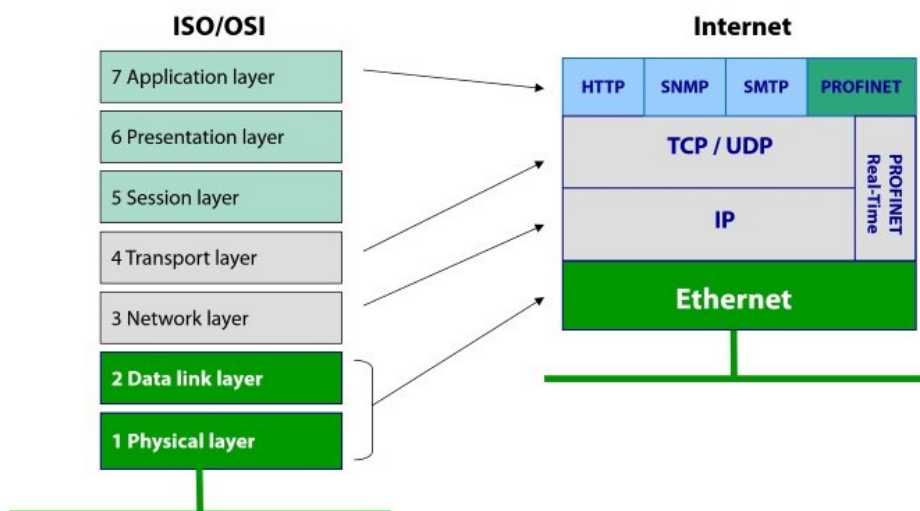 ISO/OSI
7 Application layer
6 Presentation layer
5 Session layer
4 Transport layer
3 Network layer
2 Data link layer
1 Physical layer
Internet
HTTP
SNMP
SMTP
PROFINET
TCP / UDP
IP
PROFINET
Real-Time
Ethernet